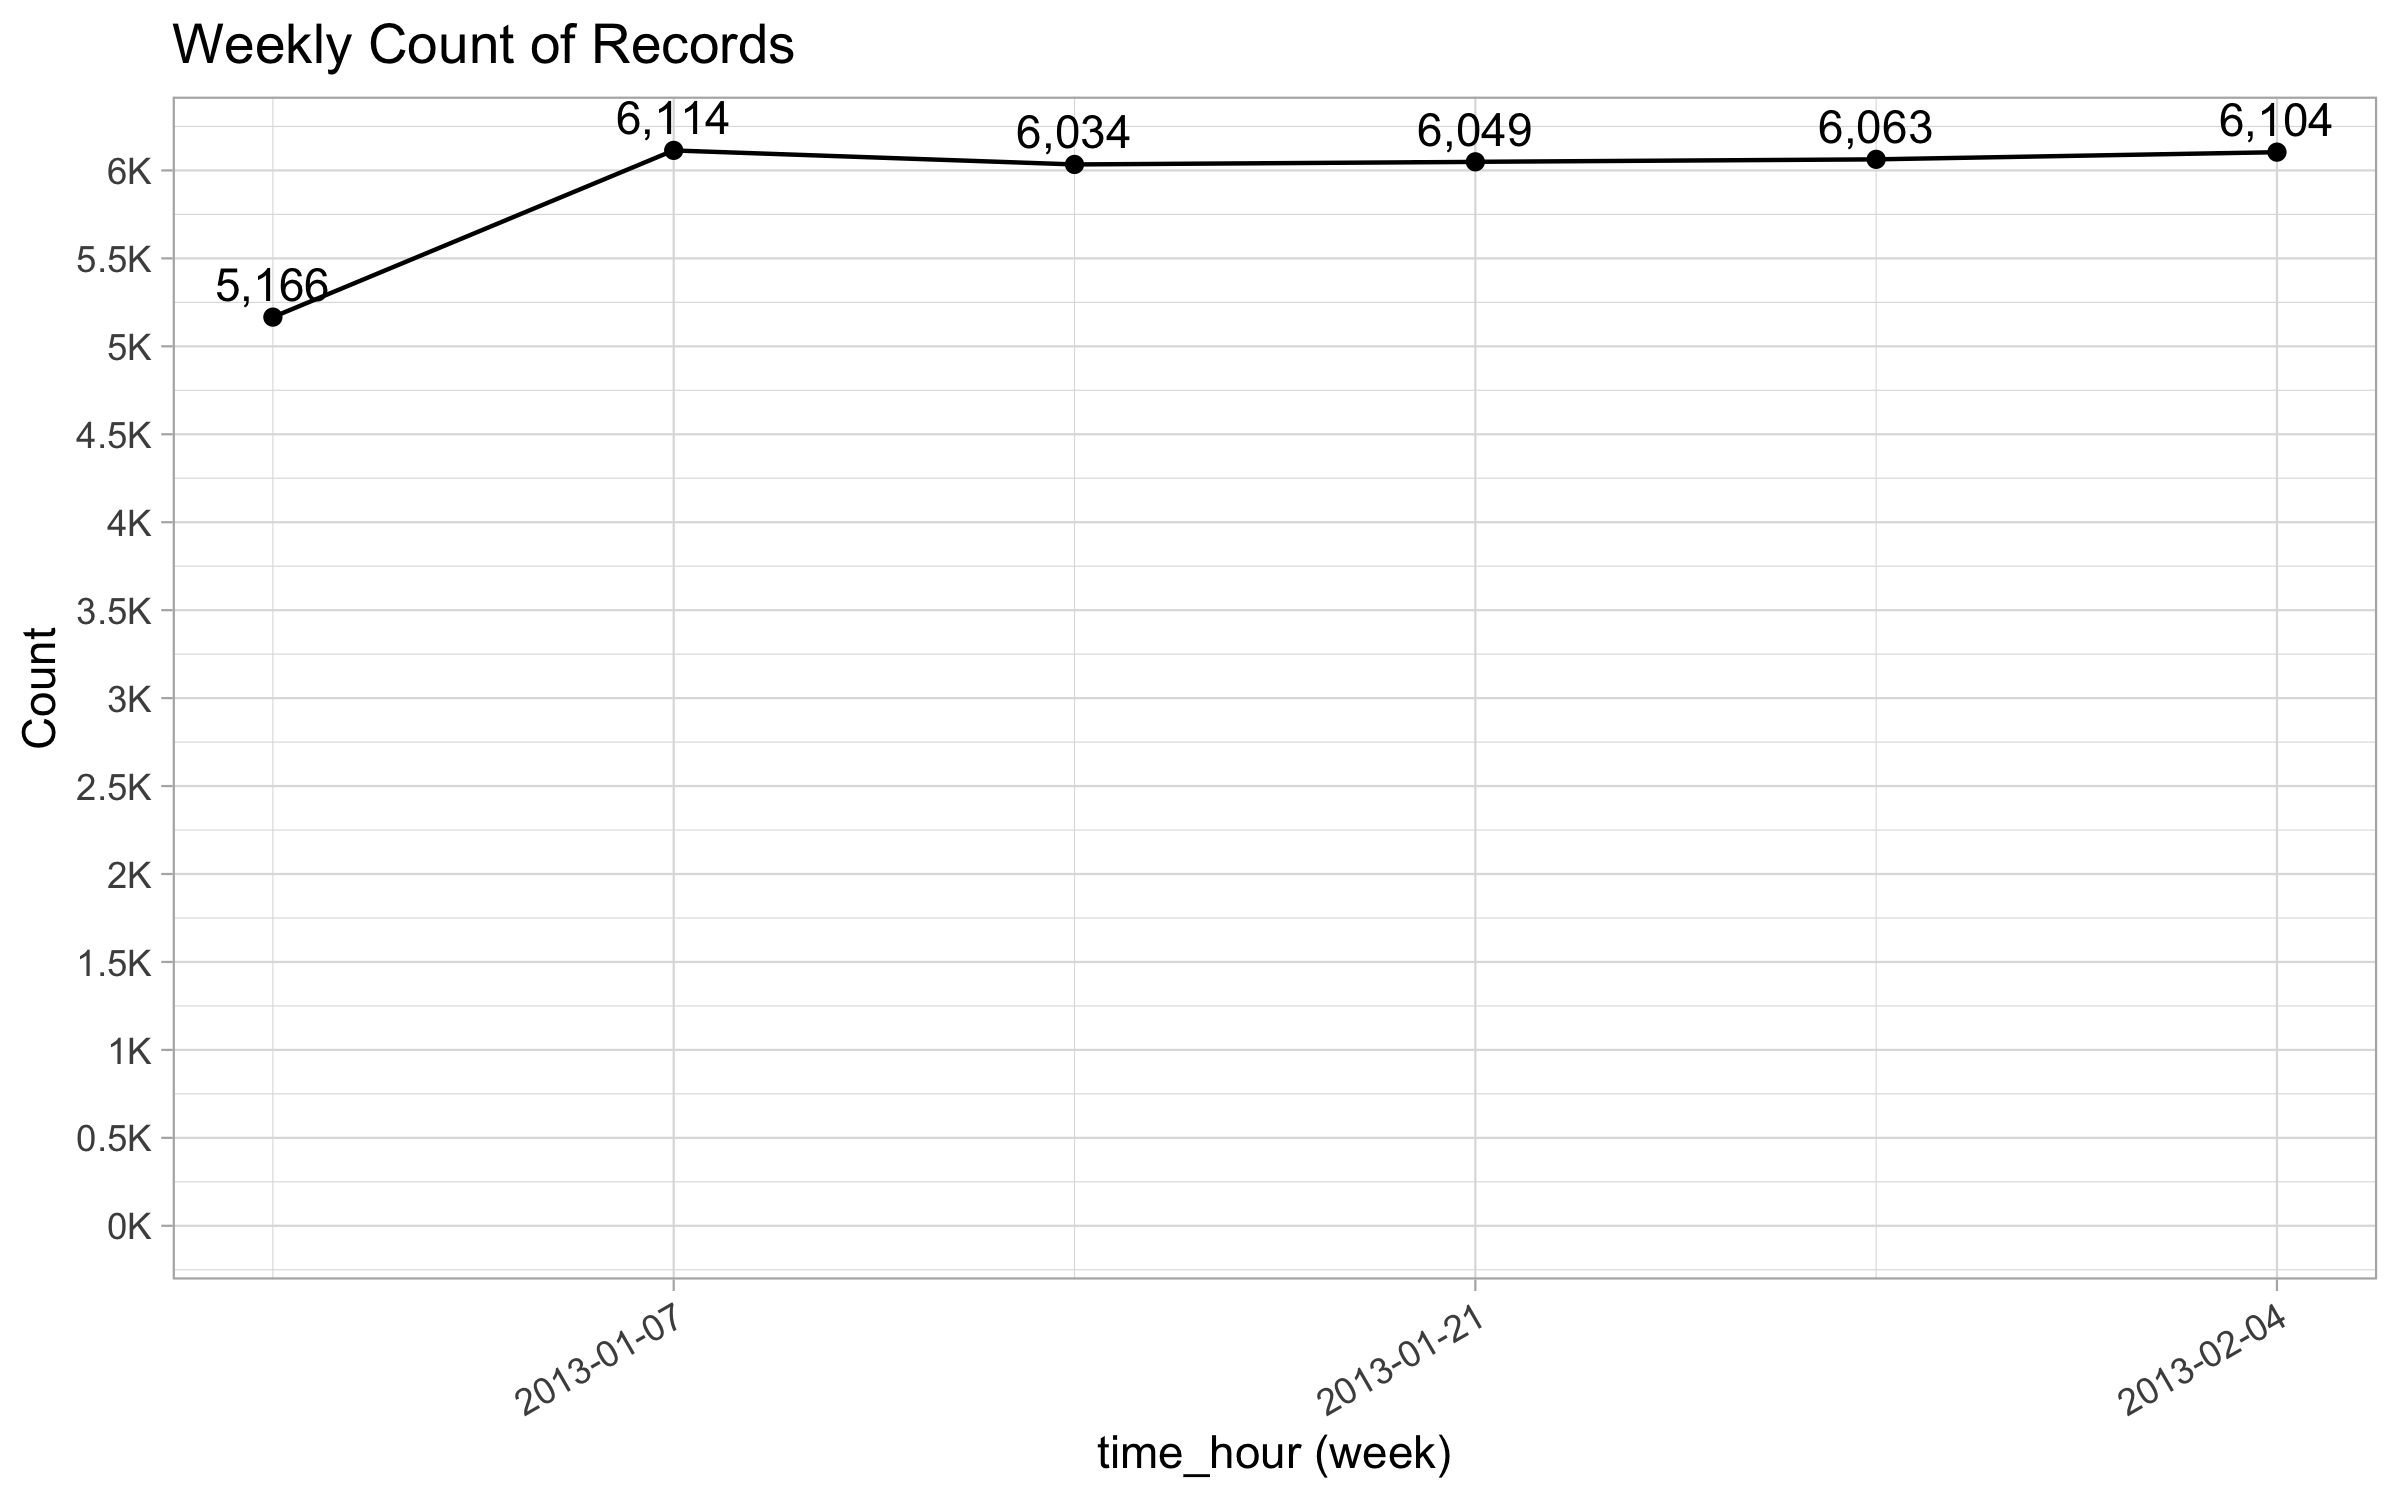 Weekly Count of Records
6,114
6,034
6,049
6,063
6,104
5,166
6K
5.5K
5K
4.5K
4K
3.5K
3K
2.5K
2K
1.5K
1K
0.5K
0K
Count
2013-01-07
2013-01-21
2013-02-04
time_hour (week)